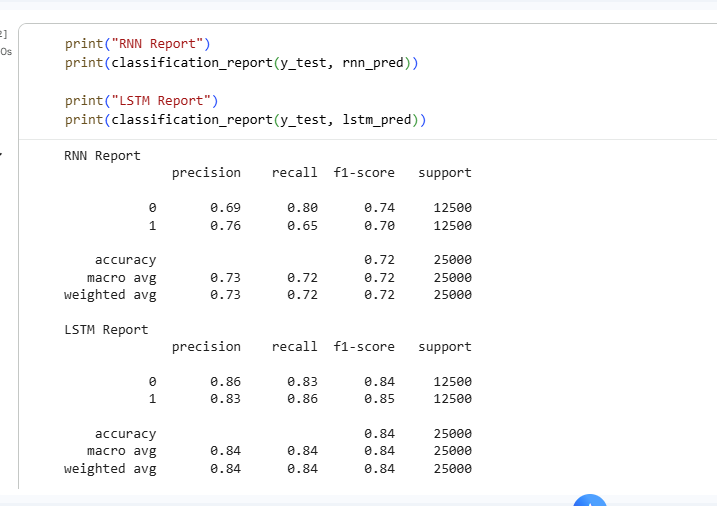 2]
0s
print("RNN Report")
print(classification_report(y_test, rnn_pred))
print("LSTM Report")
print(classification_report(y_test, lstm_pred))
RNN Report
precision recall f1-score support
0 0.69 0.80 0.74 12500
1 0.76 0.65 0.70 12500
accuracy 0.72 25000
macro avg 0.73 0.72 0.72 25000
weighted avg 0.73 0.72 0.72 25000
LSTM Report
precision recall f1-score support
0 0.86 0.83 0.84 12500
1 0.83 0.86 0.85 12500
accuracy 0.84 25000
macro avg 0.84 0.84 0.84 25000
weighted avg 0.84 0.84 0.84 25000